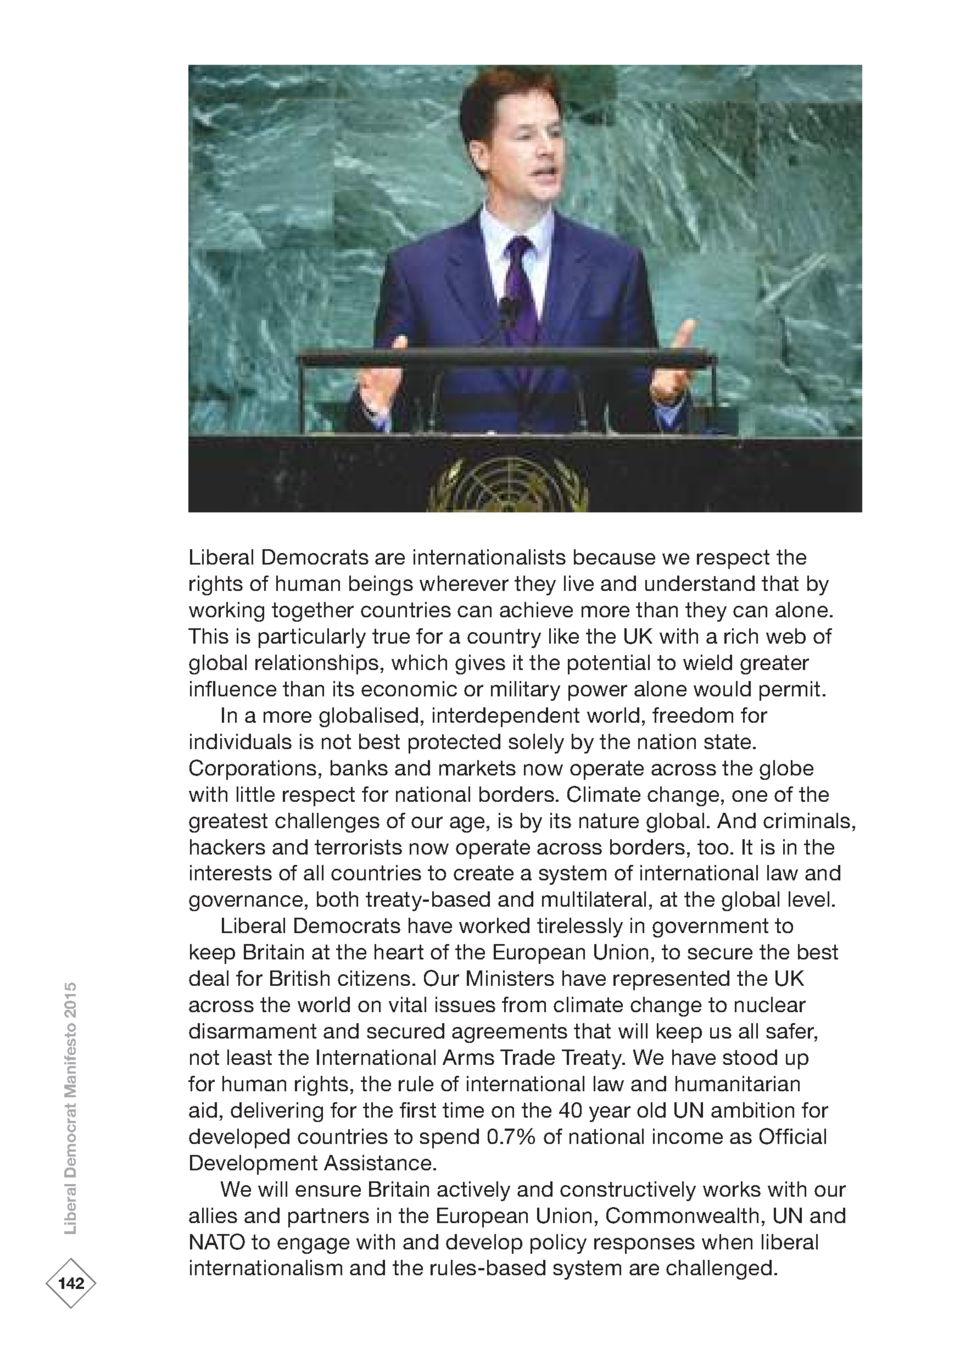 Liberal Democrats are internationalists because we respect the
rights of human beings wherever they live and understand that by
working together countries can achieve more than they can alone.
This is particularly true for a country like the UK with a rich web of
global relationships, which gives it the potential to wield greater
influence than its economic or military power alone would permit.
In a more globalised, interdependent world, freedom for
individuals is not best protected solely by the nation state.
Corporations, banks and markets now operate across the globe
with little respect for national borders. Climate change, one of the
greatest challenges of our age, is by its nature global. And criminals,
hackers and terrorists now operate across borders, too. It is in the
interests of all countries to create a system of international law and
governance, both treaty-based and multilateral, at the global level.
Liberal Democrats have worked tirelessly in government to
keep Britain at the heart of the European Union, to secure the best
deal for British citizens. Our Ministers have represented the UK
across the world on vital issues from climate change to nuclear
disarmament and secured agreements that will keep us all safer,
not least the International Arms Trade Treaty. We have stood up
for human rights, the rule of international law and humanitarian
aid, delivering for the first time on the 40 year old UN ambition for
developed countries to spend 0.7% of national income as Official
Development Assistance.
We will ensure Britain actively and constructively works with our
allies and partners in the European Union, Commonwealth, UN and
NATO to engage with and develop policy responses when liberal
internationalism and the rules-based system are challenged.
Liberal Democrat Manifesto 2015
142